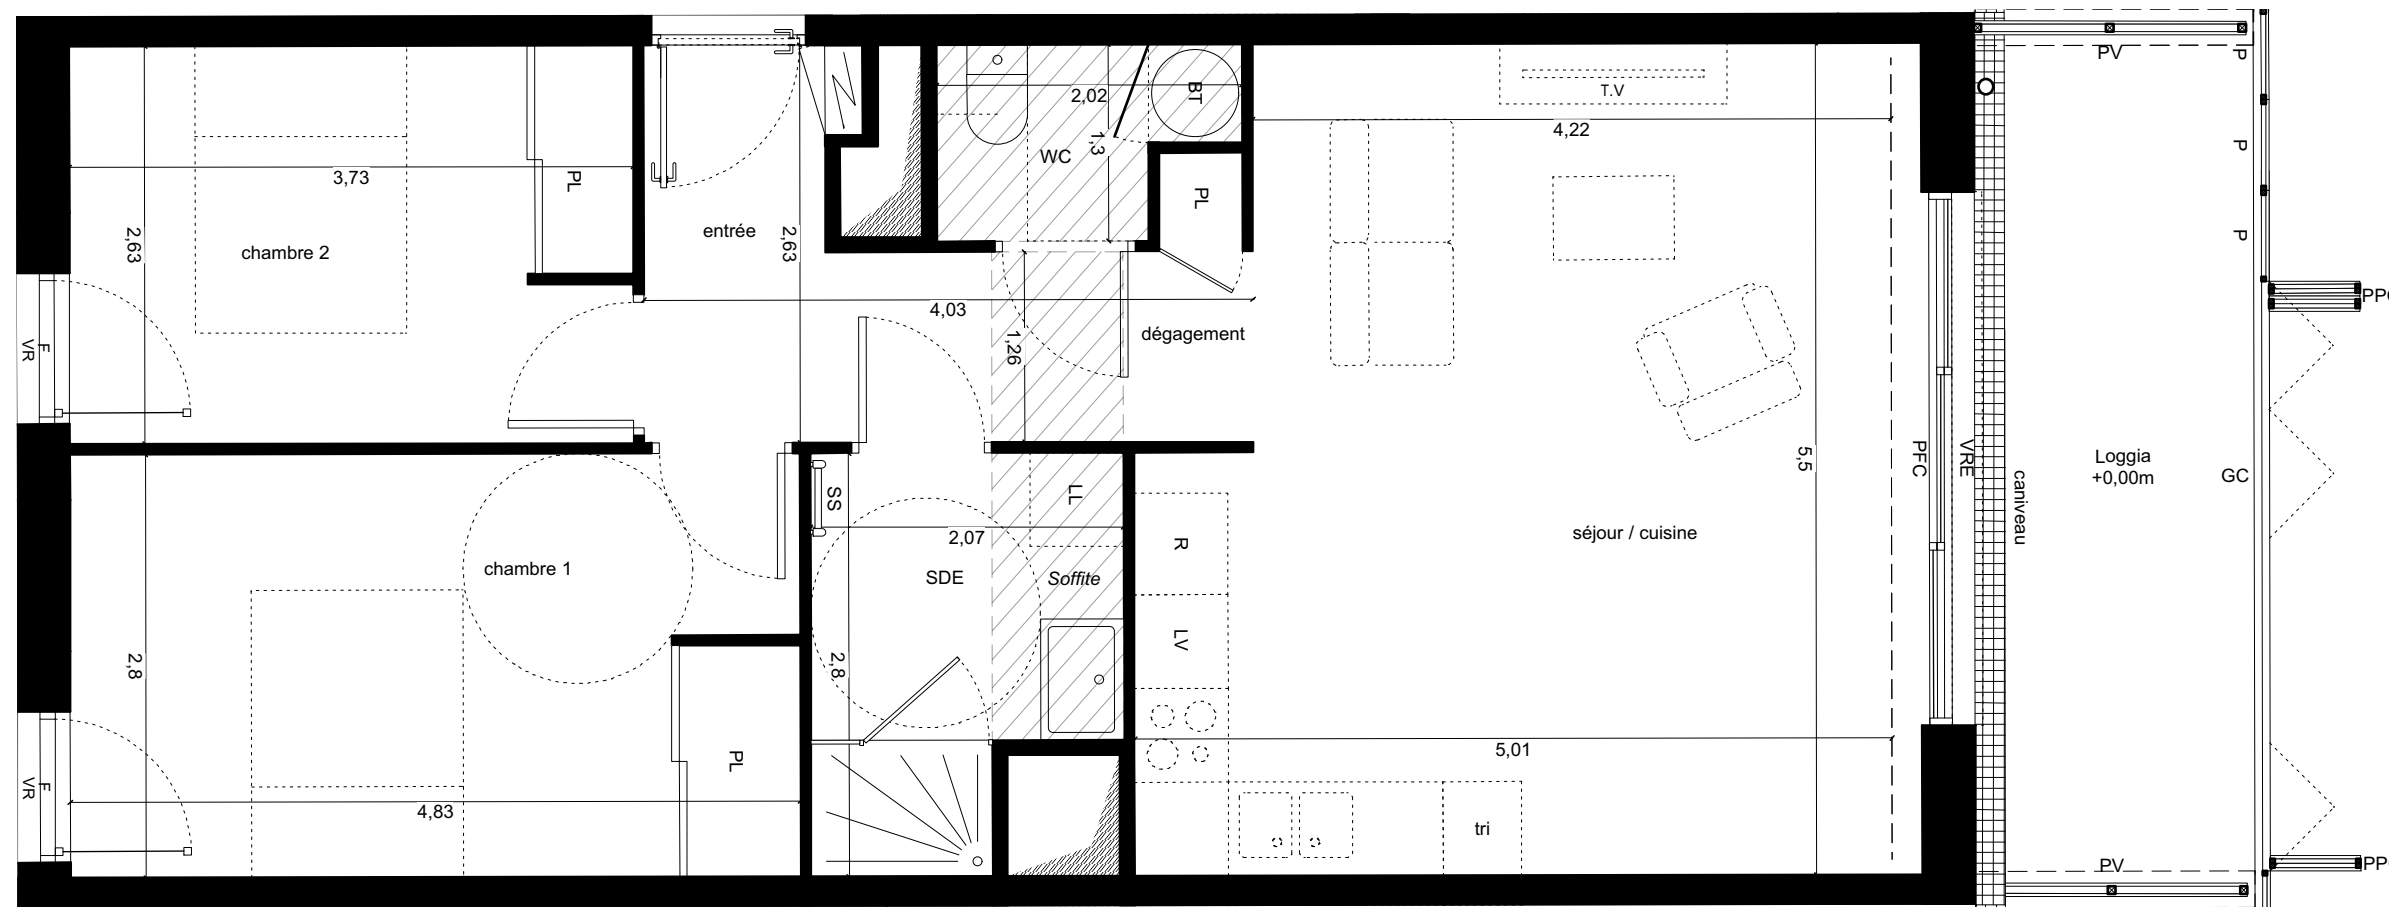 PV
P
T.V
BT
2,02
4,22
1,3
P
WC
3,73
PL
PL
2,63
entrée
2,63
P
chambre 2
PPC
4,03
dégagement
1,26
F
VR
5,5
PFC
VRE
Loggia
+0,00m
GC
caniveau
SS
LL
2,07
R
séjour / cuisine
chambre 1
SDE
Soffite
LV
2,8
2,8
PL
5,01
F
VR
4,83
tri
PV